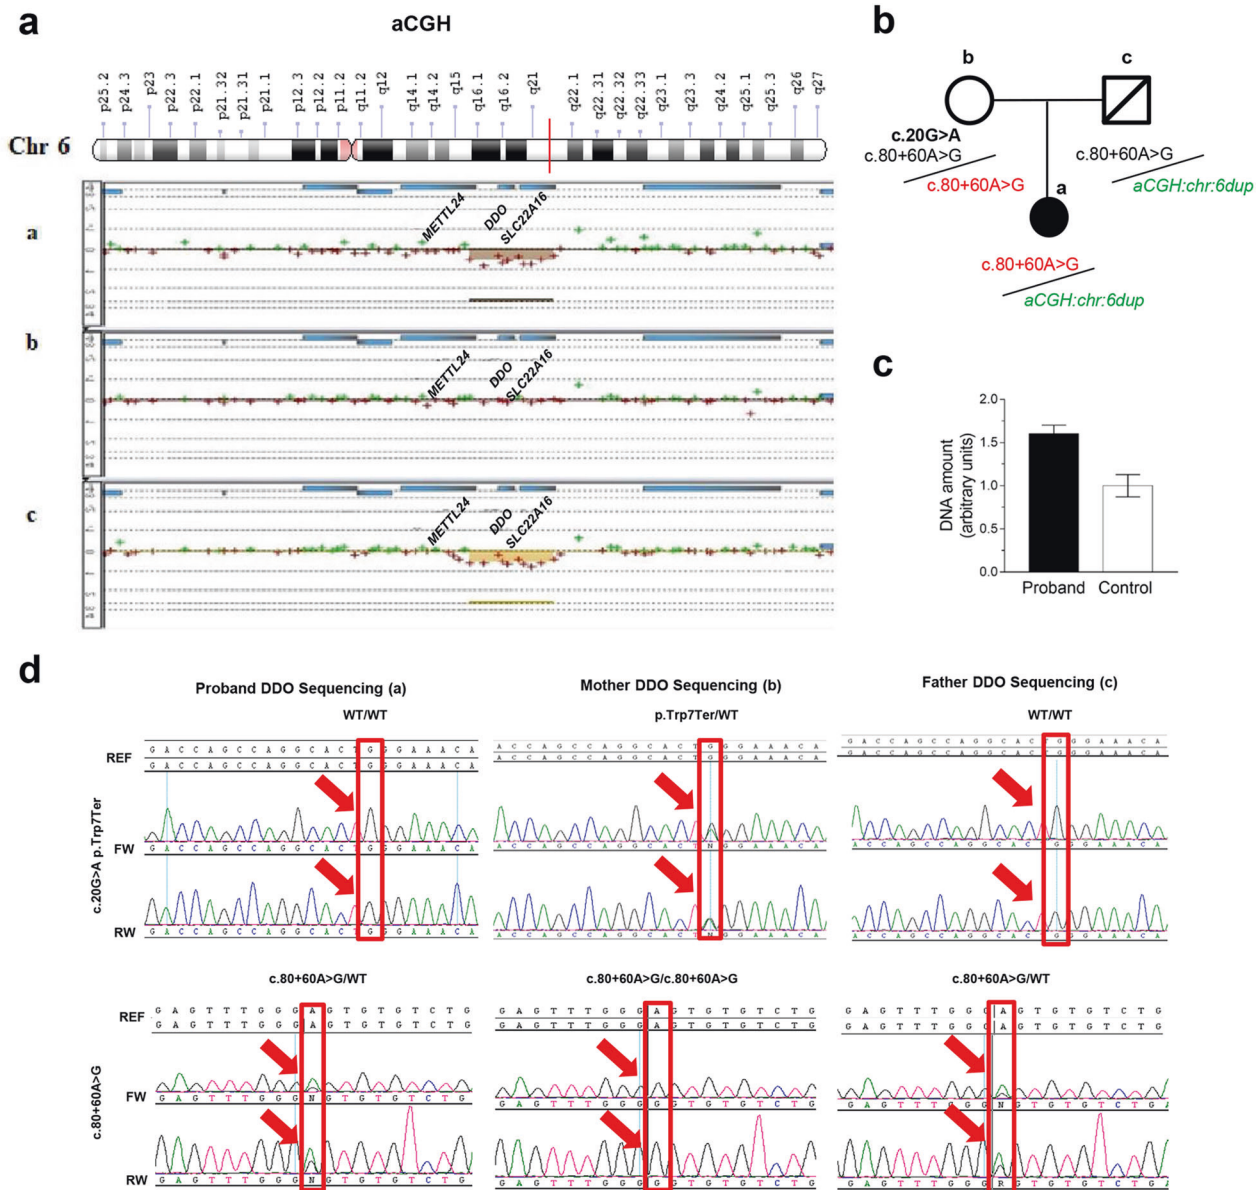 a
aCGH
p25.2
p24.3
p23
p22.3
p22.1
p21.32
p21.31
p21.1
p12.3
p12.2
p11.2
q11.2
q12
q14.1
q14.2
q15
q16.1
q16.2
q21
q22.1
q22.31
q22.32
q22.33
q23.1
q23.3
q24.2
q25.1
q25.3
q26
q27
Chr 6
a
METTL24
DDO
SLC22A16
b
METTL24
DDO
SLC22A16
c
METTL24
DDO
SLC22A16
b
b
c
c.20G>A
c.80+60A>G
c.80+60A>G
c.80+60A>G
aCGH:chr:6dup
a
c.80+60A>G
aCGH:chr:6dup
c
DNA amount
(arbitrary units)
2.0
1.5
1.0
0.5
0.0
Proband Control
d
Proband DDO Sequencing (a)
Mother DDO Sequencing (b)
Father DDO Sequencing (c)
WT/WT
p.Trp7Ter/WT
WT/WT
c.20G>A p.Trp7Ter
REF
G A C C A G C C A G G C A C T G G G A A A C A
G A C C A G C C A G G C A C T G G G A A A C A
A C C A G C C A G G C A C T G G G A A A C A
A C C A G C C A G G C A C T G G G A A A C A
G A C C A G C C A G G C A C T G G G A A A C A
G A C C A G C C A G G C A C T G G G A A A C A
FW
G A C C A G C C A G G C A C T G G G A A A C A
A C C A G C C A G G C A C T N G G A A A C A
A C C A G C C A G G C A C T G G G A A A C A
RW
G A C C A G C C A G G C A C T G G G A A A C A
A C C A G C C A G G C A C T N G G A A A C A
A C C A G C C A G G C A C T G G G A A A C A
c.80+60A>G/WT
c.80+60A>G/c.80+60A>G
c.80+60A>G/WT
c.80+60A>G
REF
G A G T T T G G G A G T G T G T C T G
G A G T T T G G G A G T G T G T C T G
G A G T T T G G G A G T G T G T C T G
G A G T T T G G G A G T G T G T C T G
G A G T T T G G G A G T G T G T C T G
G A G T T T G G G A G T G T G T C T G
FW
G A G T T T G G G N G T G T G T C T G
G A G T T T G G G G G T G T G T C T G
G A G T T T G G G N G T G T G T C T G A
RW
G A G T T T G G G N G T G T G T C T G
G A G T T T G G G G G T G T G T C T G
G A G T T T G G G R G T G T G T C T G A